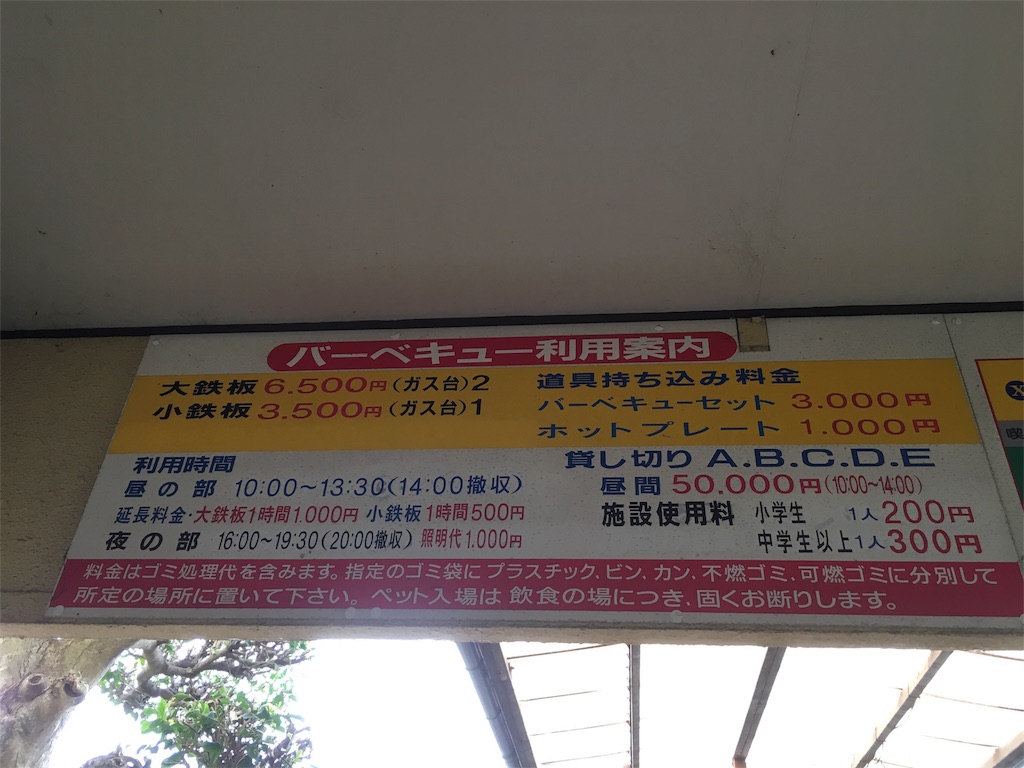 バーベキュー利用案内
大鉄板 6.500円(ガス台)2
小鉄板 3.500円(ガス台)1
道具持ち込み料金
バーベキューセット 3.000円
ホットプレート 1.000円
利用時間
昼の部 10:00〜13:30(14:00撤収)
延長料金・大鉄板1時間1.000円 小鉄板1時間500円
夜の部 16:00〜19:30(20:00撤収) 照明代1.000円
貸し切り A.B.C.D.E
昼間 50.000円(10:00〜14:00)
施設使用料 小学生 1人200円
中学生以上1人300円
料金はゴミ処理代を含みます。指定のゴミ袋に プラスチック、ビン、カン、不燃ゴミ、可燃ゴミに分別して
所定の場所に置いて下さい。 ペット入場は 飲食の場につき、固くお断りします。
喫